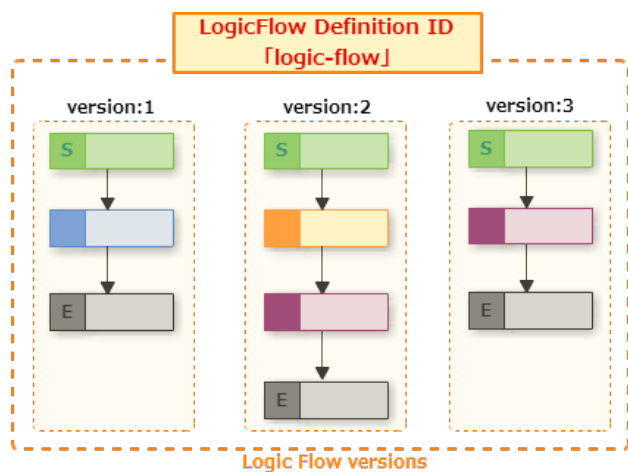 LogicFlow Definition ID
｢logic-flow｣
version:1
version:2
version:3
S
S
S
E
E
E
Logic Flow versions